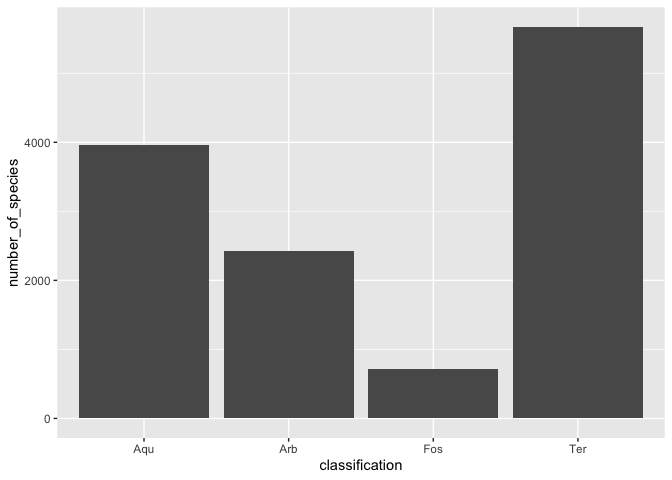 number_of_species
4000
2000
0
Aqu Arb Fos Ter
classification